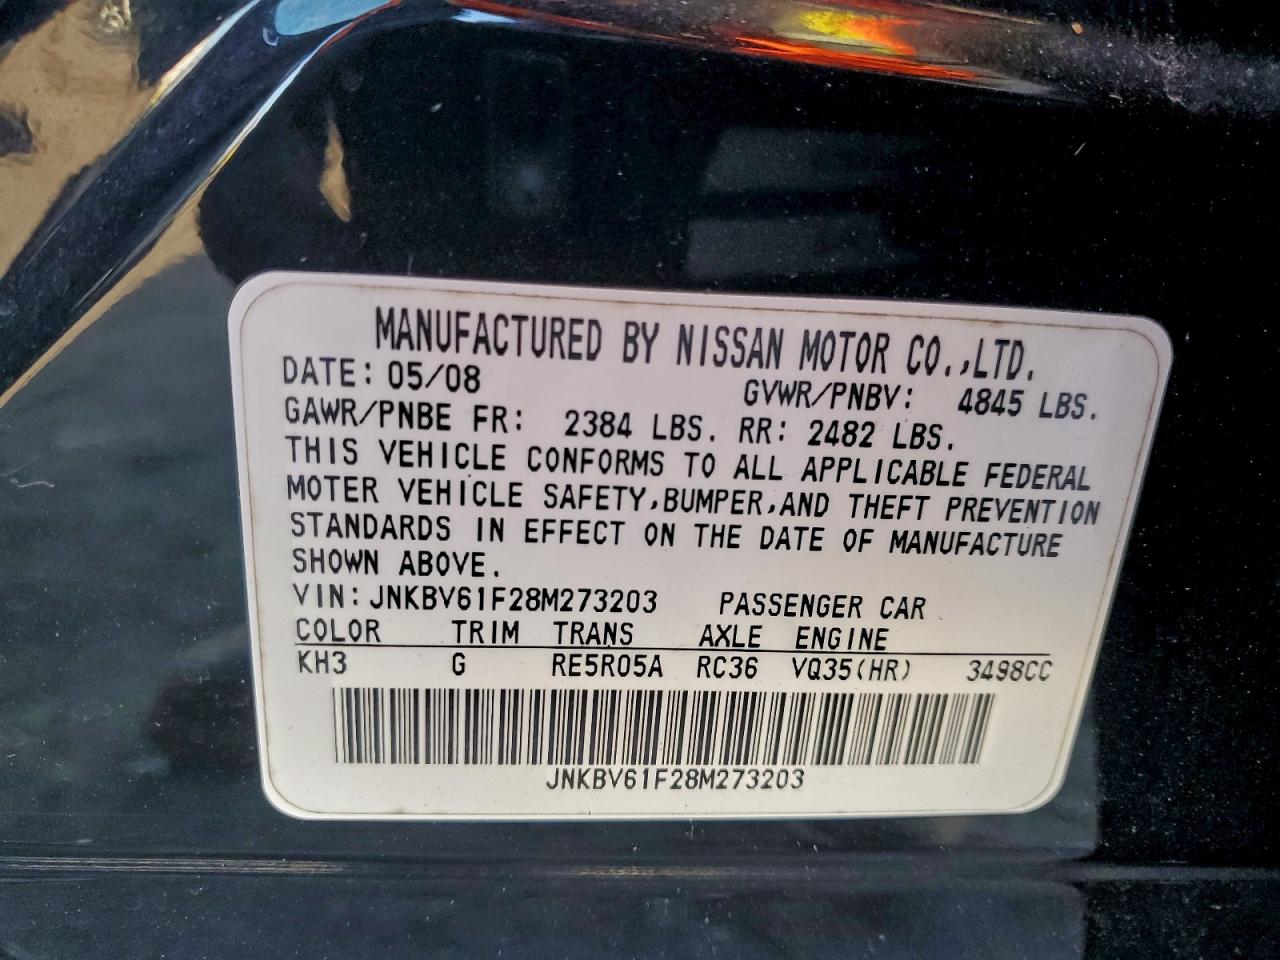 MANUFACTURED BY NISSAN MOTOR CO.,LTD.
DATE: 05/08 GVWR/PNBV: 4845 LBS.
GAWR/PNBE FR: 2384 LBS. RR: 2482 LBS.
THIS VEHICLE CONFORMS TO ALL APPLICABLE FEDERAL
MOTER VEHICLE SAFETY,BUMPER,AND THEFT PREVENTION
STANDARDS IN EFFECT ON THE DATE OF MANUFACTURE
SHOWN ABOVE.
VIN: JNKBV61F28M273203 PASSENGER CAR
COLOR TRIM TRANS AXLE ENGINE
KH3 G RE5R05A RC36 VQ35(HR) 3498CC
JNKBV61F28M273203